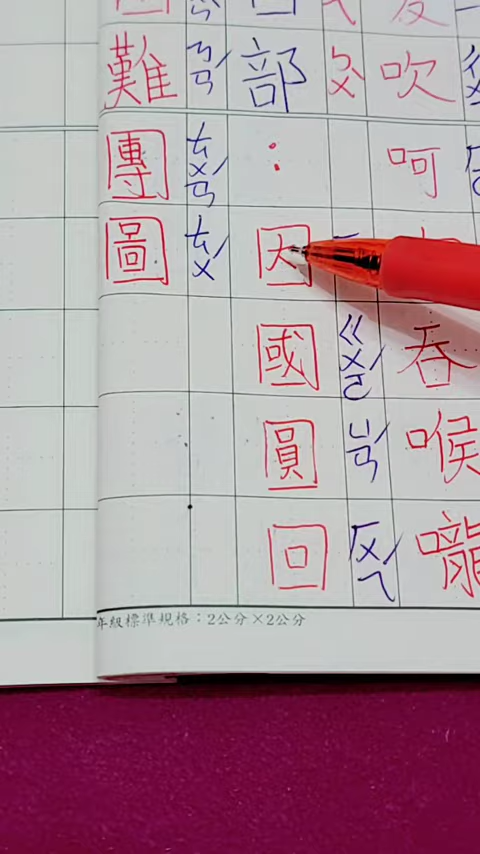 吹
呵
吞
喉
嚨
ㄅㄨˋ
部
：
因
國 ㄍㄨㄛˊ
圓 ㄩㄢˊ
回 ㄏㄨㄟˊ
難 ㄋㄢˊ
團 ㄊㄨㄢˊ
圖 ㄊㄨˊ
年級標準規格：2公分×2公分